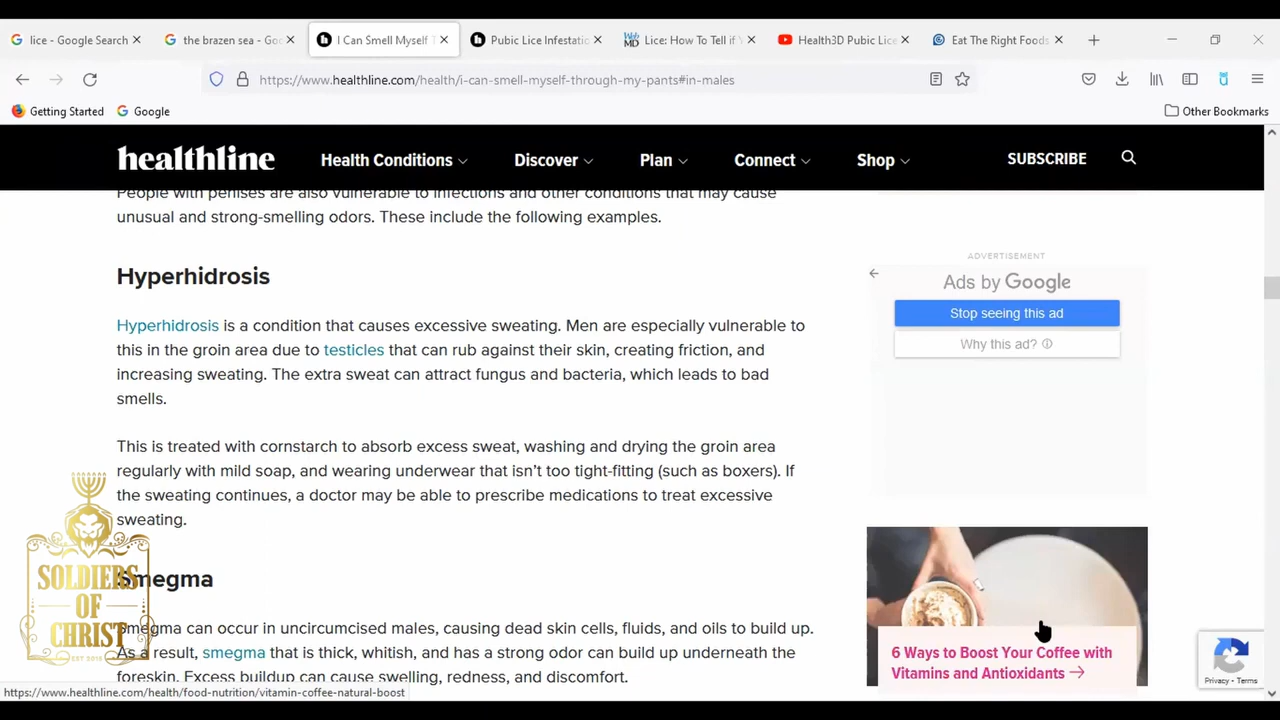 lice - Google Search
the brazen sea - Goo
I Can Smell Myself T
Pubic Lice Infestatio
WebMD Lice: How To Tell if Y
Health3D Pubic Lice
Eat The Right Foods
https://www.healthline.com/health/i-can-smell-myself-through-my-pants#in-males
Getting Started
Google
Other Bookmarks
healthline
Health Conditions
Discover
Plan
Connect
Shop
SUBSCRIBE
People with penises are also vulnerable to infections and other conditions that may cause
unusual and strong-smelling odors. These include the following examples.
Hyperhidrosis
Hyperhidrosis is a condition that causes excessive sweating. Men are especially vulnerable to
this in the groin area due to testicles that can rub against their skin, creating friction, and
increasing sweating. The extra sweat can attract fungus and bacteria, which leads to bad
smells.
This is treated with cornstarch to absorb excess sweat, washing and drying the groin area
regularly with mild soap, and wearing underwear that isn't too tight-fitting (such as boxers). If
the sweating continues, a doctor may be able to prescribe medications to treat excessive
sweating.
Smegma
Smegma can occur in uncircumcised males, causing dead skin cells, fluids, and oils to build up.
As a result, smegma that is thick, whitish, and has a strong odor can build up underneath the
foreskin. Excess buildup can cause swelling, redness, and discomfort.
ADVERTISEMENT
Ads by Google
Stop seeing this ad
Why this ad?
6 Ways to Boost Your Coffee with
Vitamins and Antioxidants →
Privacy - Terms
SOLDIERS
OF
CHRIST
EST 2015
https://www.healthline.com/health/food-nutrition/vitamin-coffee-natural-boost